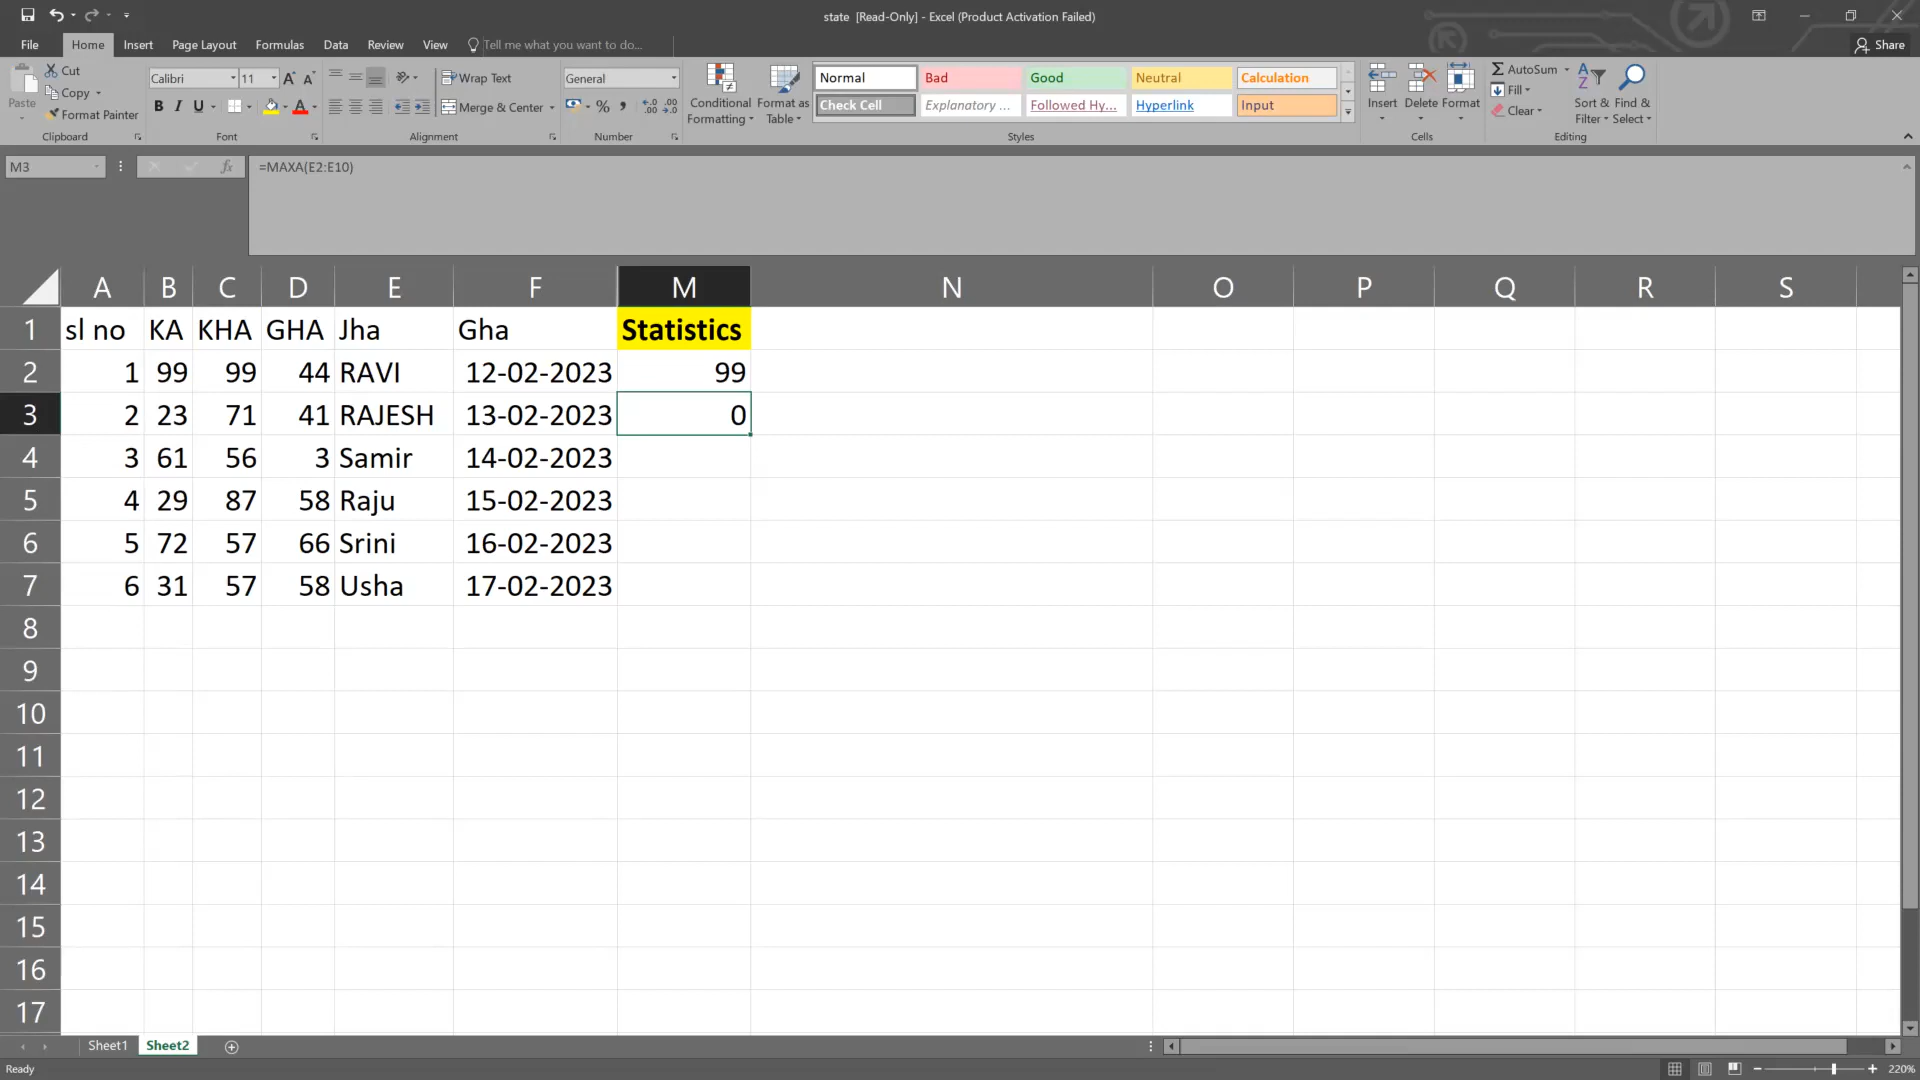 state [Read-Only] - Excel (Product Activation Failed)
File Home Insert Page Layout Formulas Data Review View Tell me what you want to do... Share
Paste Cut Copy Format Painter Clipboard
Calibri 11 B I U Font
Wrap Text Merge & Center Alignment
General % Number
Conditional Formatting Format as Table
Normal Bad Good Neutral Calculation
Check Cell Explanatory ... Followed Hy... Hyperlink Input
Styles
Insert Delete Format Cells
AutoSum Fill Clear Sort & Filter Find & Select Editing
M3 fx =MAXA(E2:E10)
A B C D E F M N O P Q R S
1 sl no KA KHA GHA Jha Gha Statistics
2 1 99 99 44 RAVI 12-02-2023 99
3 2 23 71 41 RAJESH 13-02-2023 0
4 3 61 56 3 Samir 14-02-2023
5 4 29 87 58 Raju 15-02-2023
6 5 72 57 66 Srini 16-02-2023
7 6 31 57 58 Usha 17-02-2023
8
9
10
11
12
13
14
15
16
17
Sheet1 Sheet2
Ready 220%